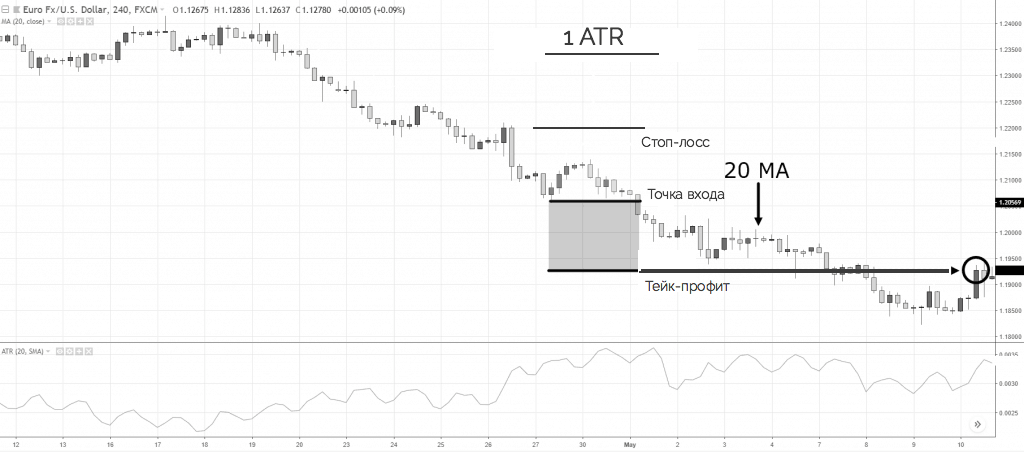 Euro Fx/U.S. Dollar, 240, FXCM O1.12675 H1.12836 L1.12637 C1.12780 +0.00105 (+0.09%)
MA (20, close)
1 ATR
Стоп-лосс
20 MA
Точка входа
Тейк-профит
1.24000
1.23500
1.23000
1.22500
1.22000
1.21500
1.21000
1.20569
1.20000
1.19500
1.19000
1.18500
1.18000
ATR (20, SMA)
0.0035
0.0030
0.0025
12 13 16 17 18 19 20 23 24 25 26 27 30 May 2 3 4 7 8 9 10